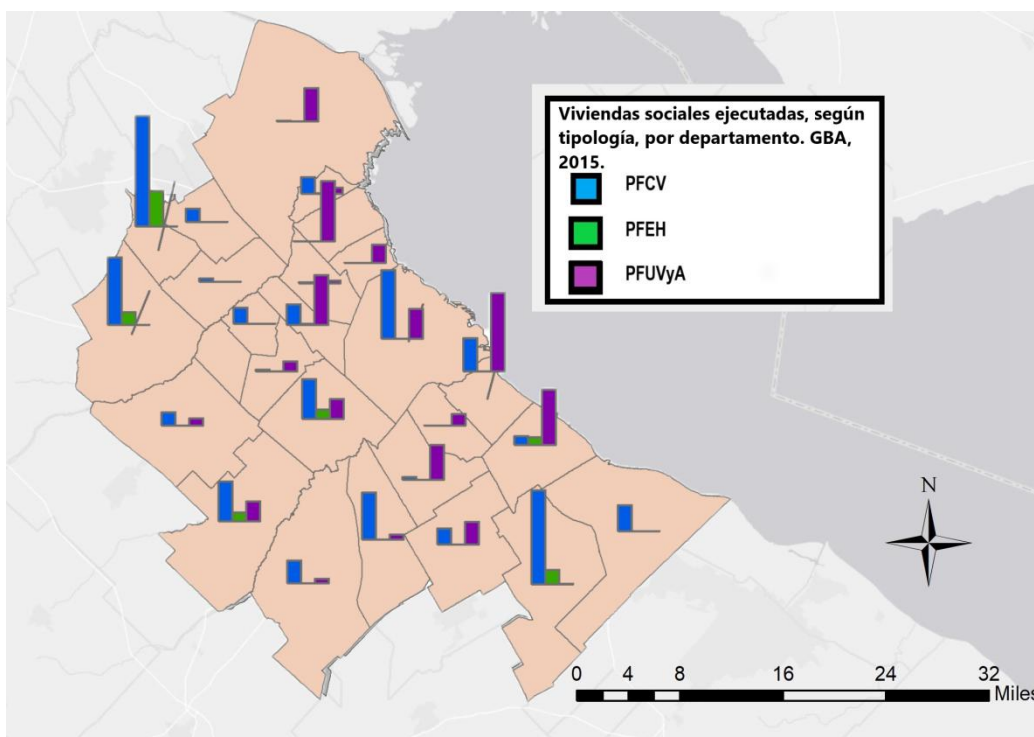 Viviendas sociales ejecutadas, según
tipología, por departamento. GBA,
2015.
PFCV
PFEH
PFUVyA
N
0 4 8 16 24 32
Miles